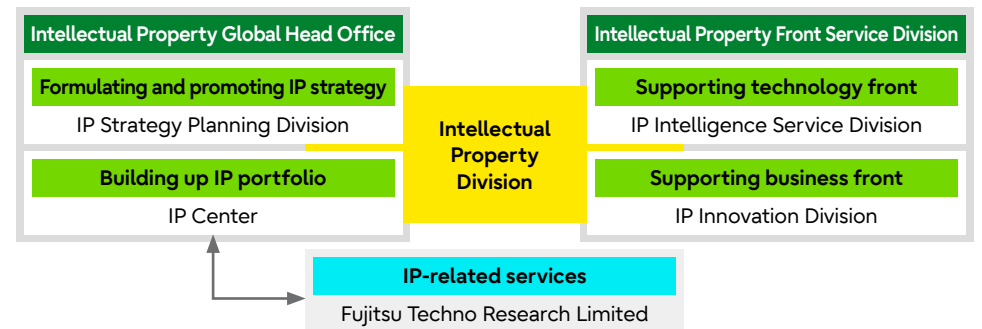 Intellectual Property Global Head Office
Formulating and promoting IP strategy
IP Strategy Planning Division
Building up IP portfolio
IP Center
Intellectual
Property
Division
Intellectual Property Front Service Division
Supporting technology front
IP Intelligence Service Division
Supporting business front
IP Innovation Division
IP-related services
Fujitsu Techno Research Limited